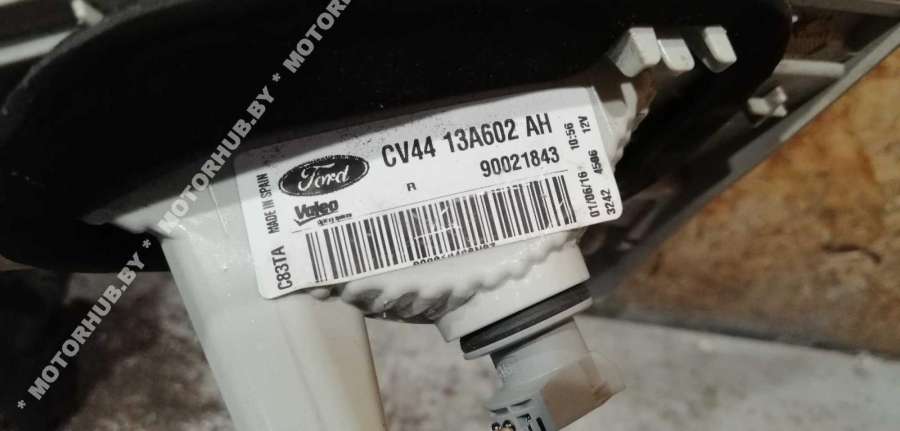 * MOTORHUB.BY * MOTORHUB.BY * MOTORHUB.BY *
MADE IN SPAIN
C83TA
Ford
CV44 13A602 AH
R
90021843
Valeo
10:56 12V
01/06/16 4506
3242